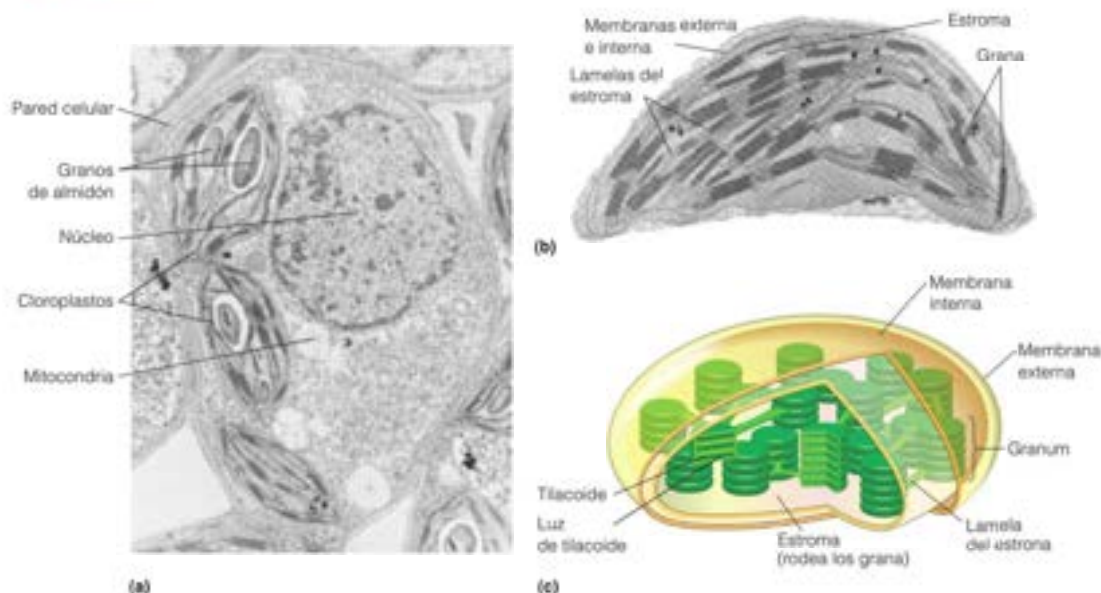 Pared celular
Granos
de almidón
Núcleo
Cloroplastos
Mitocondria
(a)
Membranas externa
e interna
Estroma
Lamelas del
estroma
Grana
(b)
Membrana
interna
Membrana
externa
Granum
Tilacoide
Luz
de tilacoide
Estroma
(rodea los grana)
Lamela
del estrona
(c)